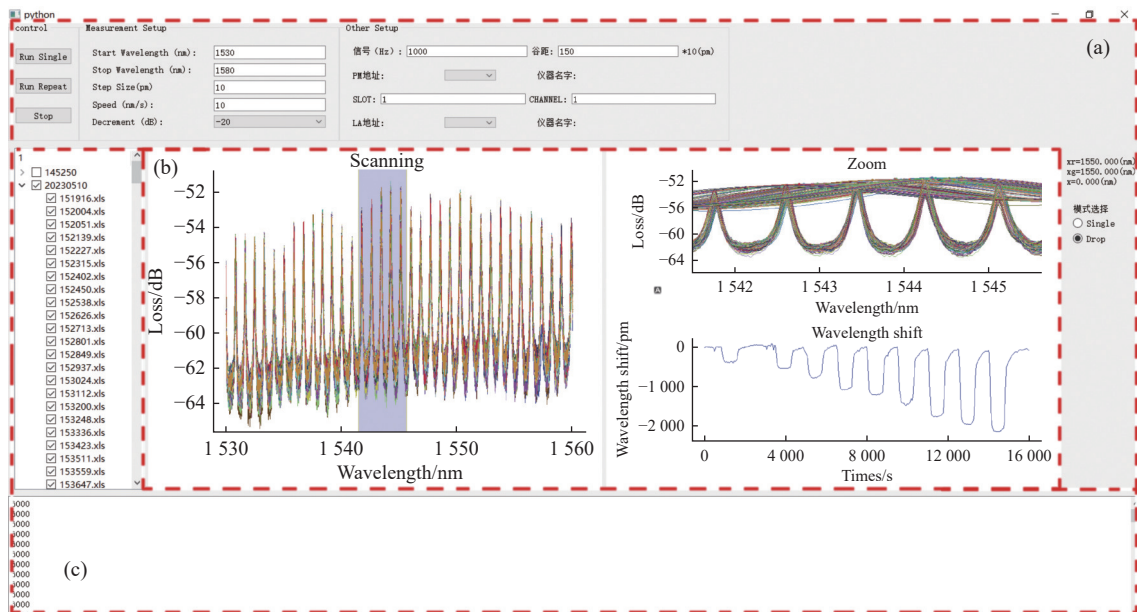 python
control
Measurement Setup
Other Setup
(a)
Run Single
Run Repeat
Stop
Start Wavelength (nm): 1530
Stop Wavelength (nm): 1580
Step Size(pm) 10
Speed (nm/s): 10
Decrement (dB): -20
信号 (Hz) : 1000 谷距: 150 *10(pm)
PM地址: 仪器名字:
SLOT: 1 CHANNEL: 1
LA地址: 仪器名字:
1
145250
20230510
151916.xls
152004.xls
152051.xls
152139.xls
152227.xls
152315.xls
152402.xls
152450.xls
152538.xls
152626.xls
152713.xls
152801.xls
152849.xls
152937.xls
153024.xls
153112.xls
153200.xls
153248.xls
153336.xls
153423.xls
153511.xls
153559.xls
153647.xls
(b)
Scanning
Loss/dB
−52
−54
−56
−58
−60
−62
−64
1 530 1 540 1 550 1 560
Wavelength/nm
Zoom
Loss/dB
−52
−56
−60
−64
1 542 1 543 1 544 1 545
Wavelength/nm
A
Wavelength shift
Wavelength shift/pm
0
−1 000
−2 000
0 4 000 8 000 12 000 16 000
Times/s
xr=1550.000(nm)
xg=1550.000(nm)
x=0.000(nm)
模式选择
Single
Drop
(c)